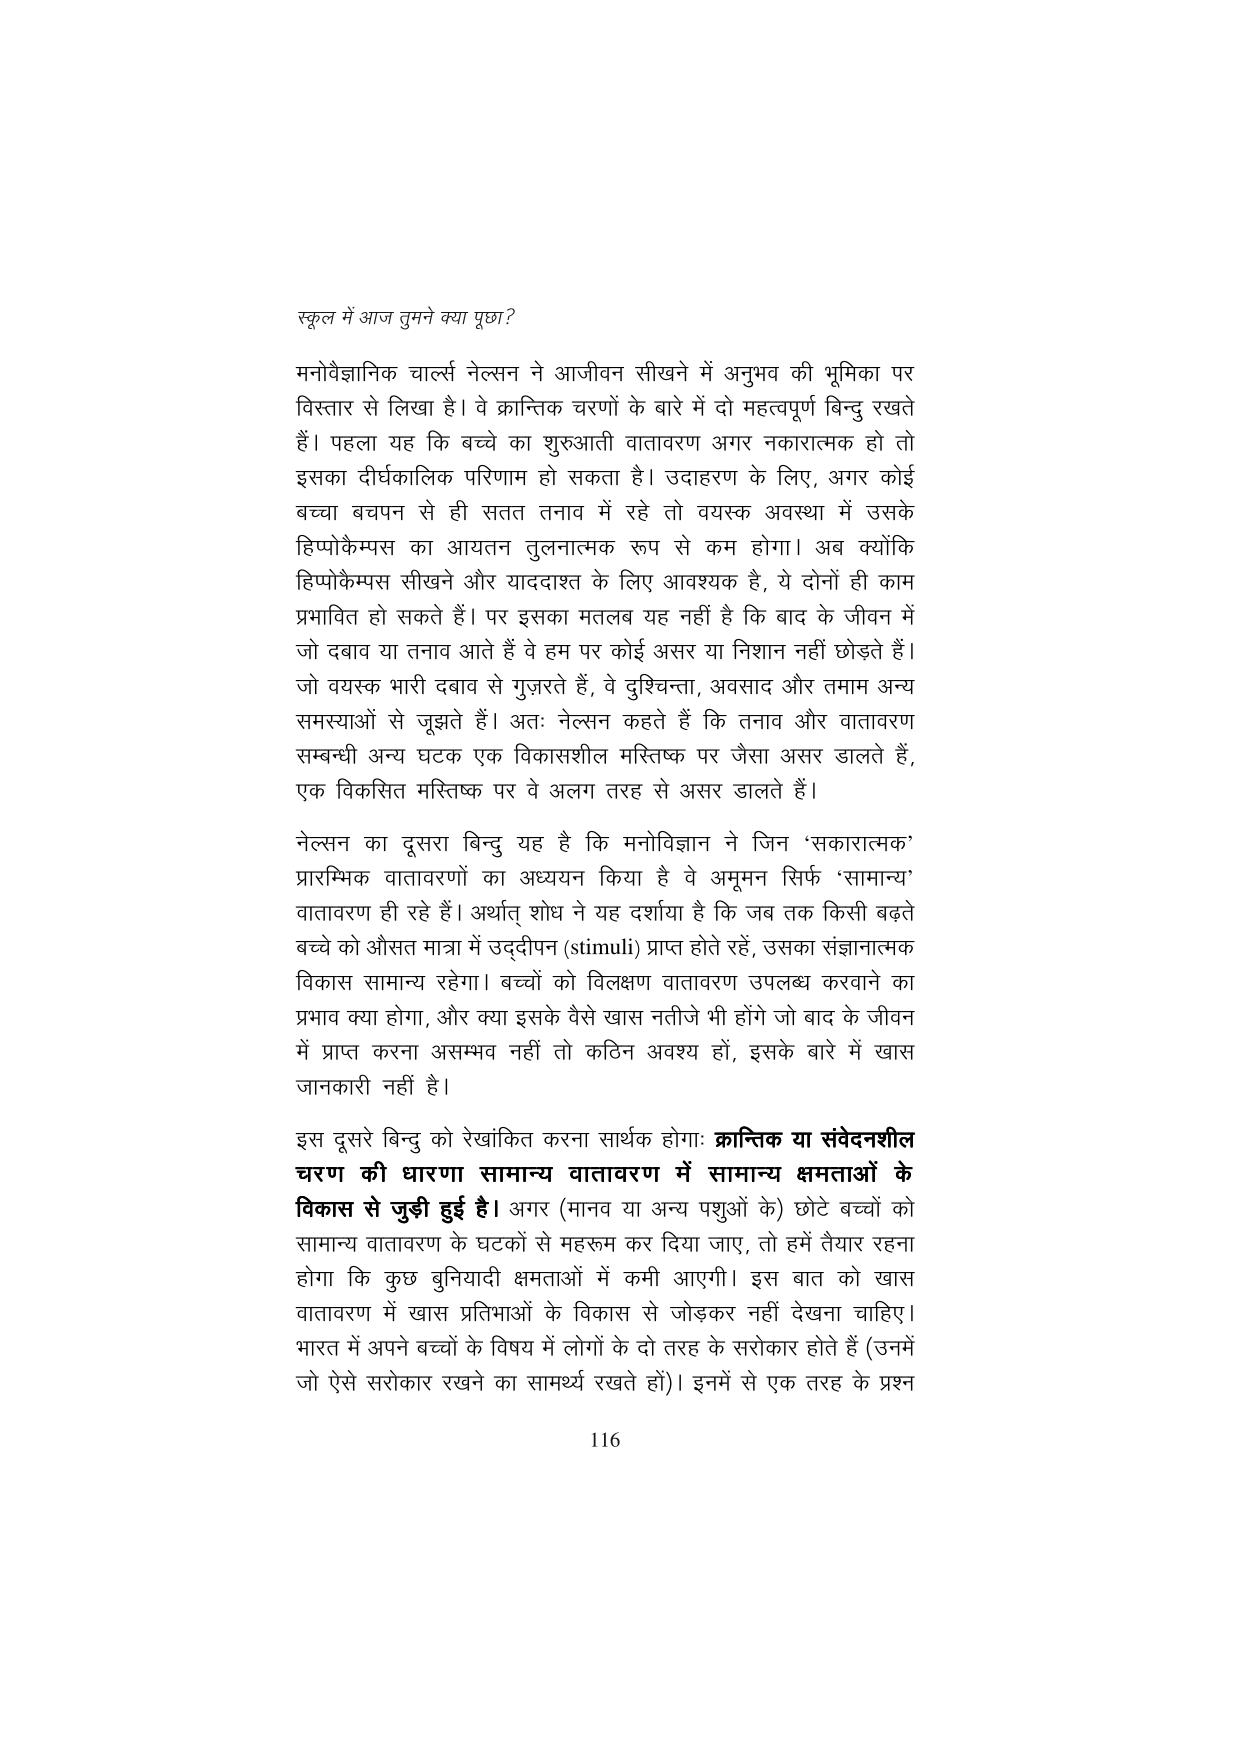 स्कूल में आज तुमने क्या पूछा?
मनोवैज्ञानिक चार्ल्स नेल्सन ने आजीवन सीखने में अनुभव की भूमिका पर
विस्तार से लिखा है। वे क्रान्तिक चरणों के बारे में दो महत्वपूर्ण बिन्दु रखते
हैं। पहला यह कि बच्चे का शुरुआती वातावरण अगर नकारात्मक हो तो
इसका दीर्घकालिक परिणाम हो सकता है। उदाहरण के लिए, अगर कोई
बच्चा बचपन से ही सतत तनाव में रहे तो वयस्क अवस्था में उसके
हिप्पोकैम्पस का आयतन तुलनात्मक रूप से कम होगा। अब क्योंकि
हिप्पोकैम्पस सीखने और याददाश्त के लिए आवश्यक है, ये दोनों ही काम
प्रभावित हो सकते हैं। पर इसका मतलब यह नहीं है कि बाद के जीवन में
जो दबाव या तनाव आते हैं वे हम पर कोई असर या निशान नहीं छोड़ते हैं।
जो वयस्क भारी दबाव से गुज़रते हैं, वे दुश्चिन्ता, अवसाद और तमाम अन्य
समस्याओं से जूझते हैं। अतः नेल्सन कहते हैं कि तनाव और वातावरण
सम्बन्धी अन्य घटक एक विकासशील मस्तिष्क पर जैसा असर डालते हैं,
एक विकसित मस्तिष्क पर वे अलग तरह से असर डालते हैं।
नेल्सन का दूसरा बिन्दु यह है कि मनोविज्ञान ने जिन ‘सकारात्मक’
प्रारम्भिक वातावरणों का अध्ययन किया है वे अमूमन सिर्फ ‘सामान्य’
वातावरण ही रहे हैं। अर्थात् शोध ने यह दर्शाया है कि जब तक किसी बढ़ते
बच्चे को औसत मात्रा में उद्‌दीपन (stimuli) प्राप्त होते रहें, उसका संज्ञानात्मक
विकास सामान्य रहेगा। बच्चों को विलक्षण वातावरण उपलब्ध करवाने का
प्रभाव क्या होगा, और क्या इसके वैसे खास नतीजे भी होंगे जो बाद के जीवन
में प्राप्त करना असम्भव नहीं तो कठिन अवश्य हों, इसके बारे में खास
जानकारी नहीं है।
इस दूसरे बिन्दु को रेखांकित करना सार्थक होगाः क्रान्तिक या संवेदनशील
चरण की धारणा सामान्य वातावरण में सामान्य क्षमताओं के
विकास से जुड़ी हुई है। अगर (मानव या अन्य पशुओं के) छोटे बच्चों को
सामान्य वातावरण के घटकों से महरूम कर दिया जाए, तो हमें तैयार रहना
होगा कि कुछ बुनियादी क्षमताओं में कमी आएगी। इस बात को खास
वातावरण में खास प्रतिभाओं के विकास से जोड़कर नहीं देखना चाहिए।
भारत में अपने बच्चों के विषय में लोगों के दो तरह के सरोकार होते हैं (उनमें
जो ऐसे सरोकार रखने का सामर्थ्य रखते हों)। इनमें से एक तरह के प्रश्न
116